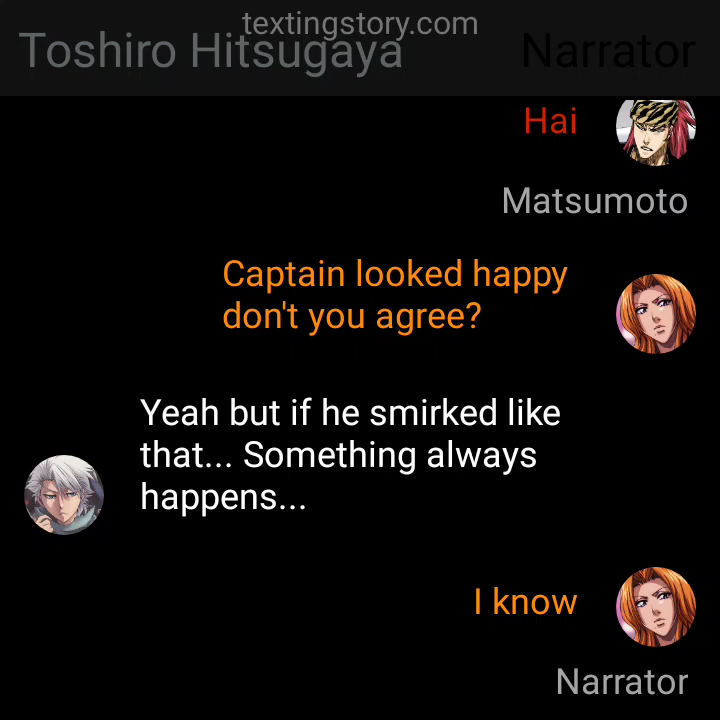 textingstory.com
Toshiro Hitsugaya
Narrator
Hai
Matsumoto
Captain looked happy
don't you agree?
Yeah but if he smirked like
that... Something always
happens...
I know
Narrator